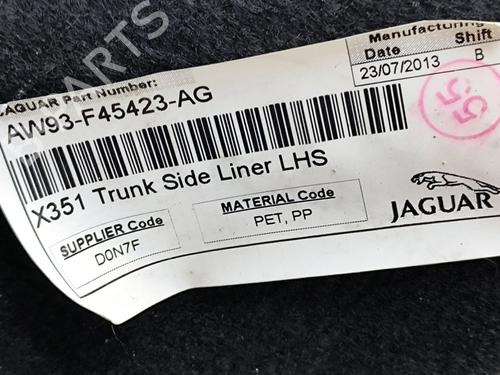 Manufacturing
Date Shift
23/07/2013 B
JAGUAR Part Number:
AW93-F45423-AG
55
X351 Trunk Side Liner LHS
SUPPLIER Code
D0N7F
MATERIAL Code
PET, PP
JAGUAR
PARTS